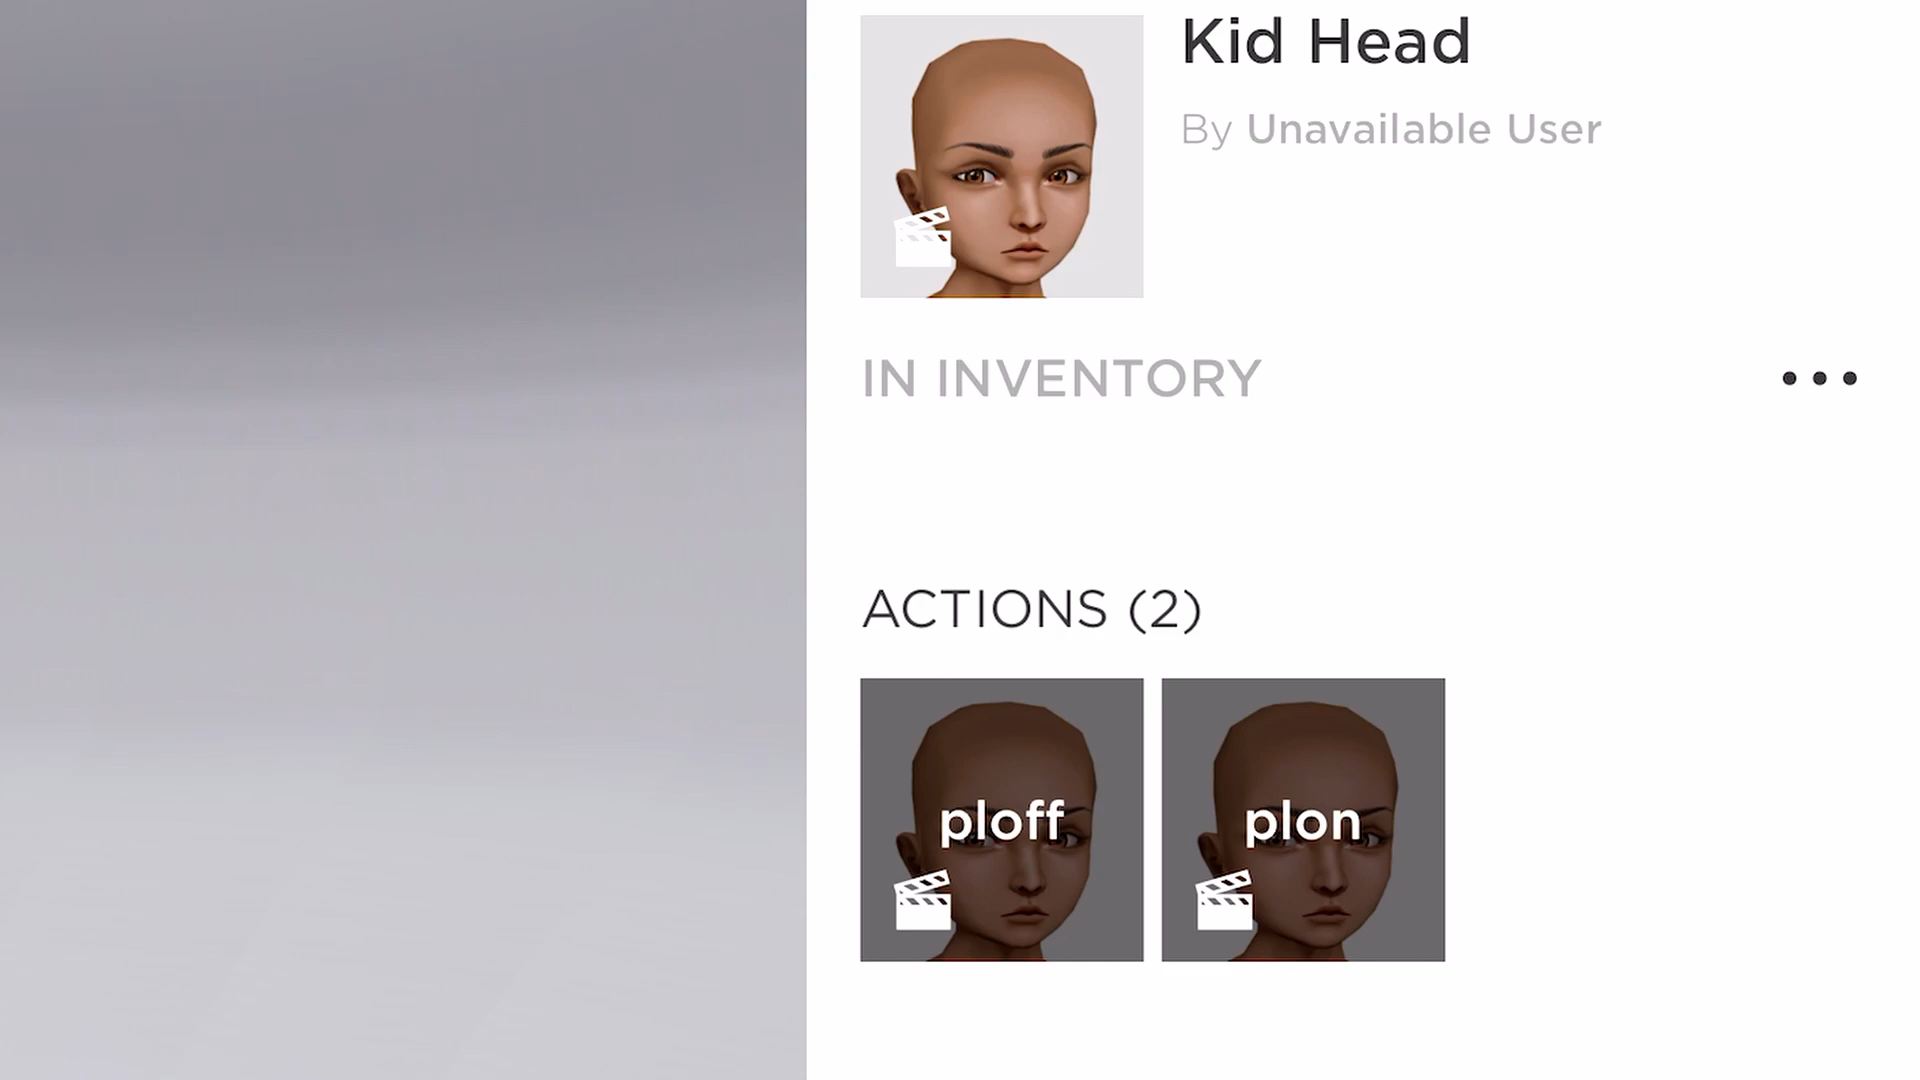 Kid Head
By Unavailable User
IN INVENTORY
ACTIONS (2)
ploff
plon